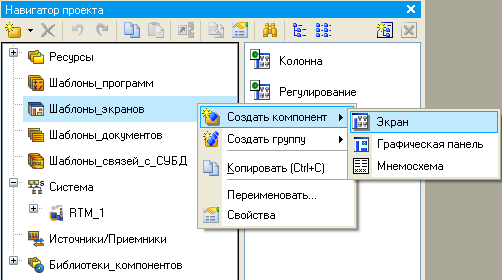 Навигатор проекта
Ресурсы
Шаблоны_программ
Шаблоны_экранов
Шаблоны_документов
Шаблоны_связей_с_СУБД
Система
RTM_1
Источники/Приемники
Библиотеки_компонентов
Колонна
Регулирование
Создать компонент
Создать группу
Копировать (Ctrl+C)
Переименовать...
Свойства
Экран
Графическая панель
Мнемосхема